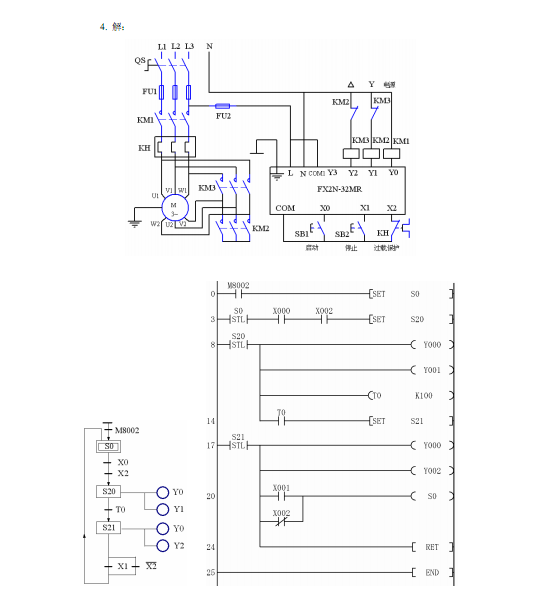 4. 解:
L1 L2 L3 N
QS
FU1
FU2
KM1
KH
KM3
KM2
U1 V1 W1
M
3~
W2 U2 V2
△ Y 电源
KM2 KM3
KM3 KM2 KM1
L N COM1 Y3 Y2 Y1 Y0
FX2N-32MR
COM X0 X1 X2
SB1 SB2 KH
启动 停止 过载保护
M8002
0 SET S0
S0 X000 X002
3 STL SET S20
S20
8 STL Y000
Y001
T0 K100
T0
14 SET S21
S21
17 STL Y000
Y002
X001
20 S0
X002
24 RET
25 END
M8002
S0
X0
X2
S20 Y0
Y1
T0
S21 Y0
Y2
X1 X2